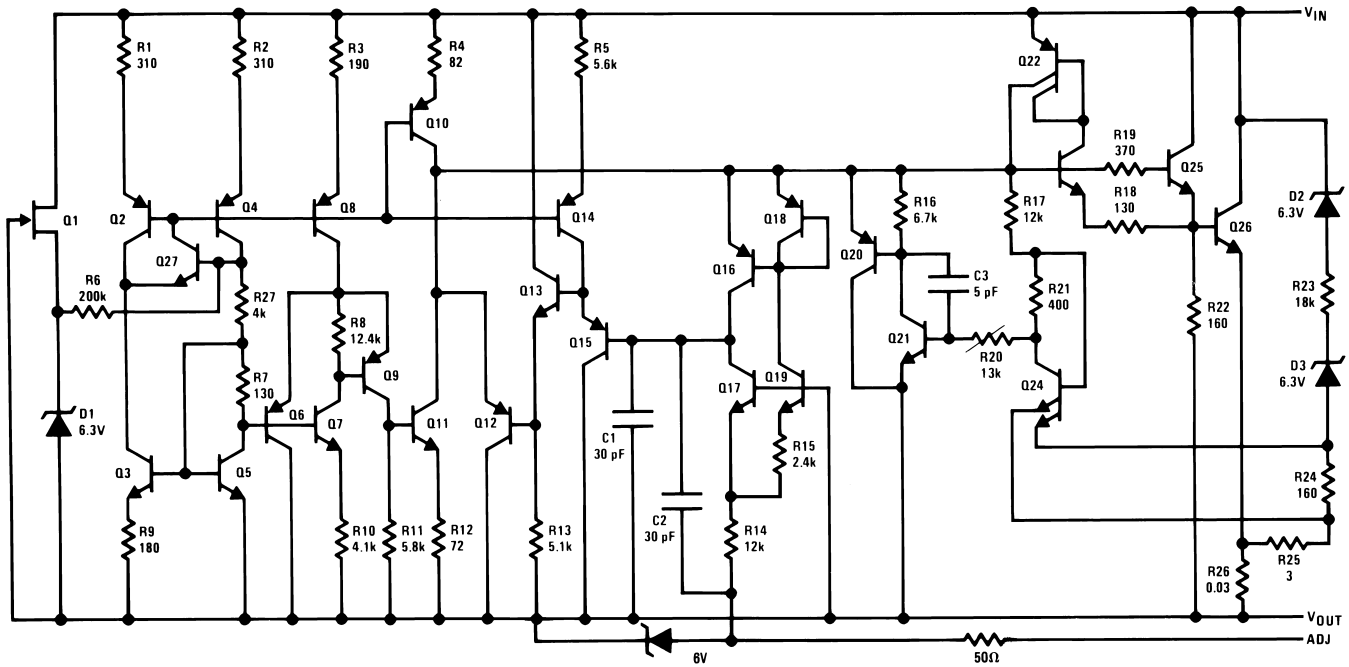 VIN
R1
310
R2
310
R3
190
R4
82
R5
5.6k
Q22
Q10
R19
370
Q25
R18
130
Q1
Q2
Q4
Q8
Q14
Q18
R16
6.7k
R17
12k
Q26
D2
6.3V
Q27
Q16
Q20
R6
200k
R27
4k
Q13
C3
5 pF
R21
400
R22
160
R23
18k
R8
12.4k
Q15
Q21
R20
13k
D1
6.3V
R7
130
Q9
Q17
Q19
Q24
D3
6.3V
Q6
Q7
Q11
Q12
C1
30 pF
R15
2.4k
Q3
Q5
R24
160
R9
180
R10
4.1k
R11
5.8k
R12
72
R13
5.1k
C2
30 pF
R14
12k
R26
0.03
R25
3
VOUT
ADJ
6V
50Ω